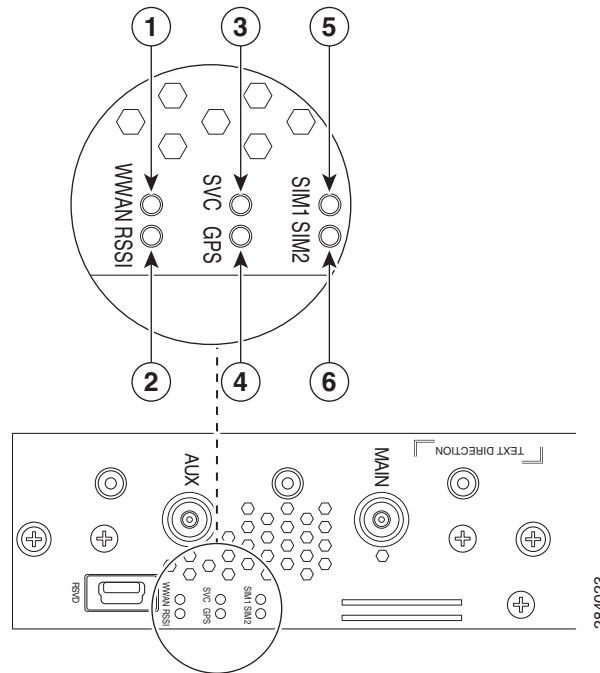 1
3
5
WWAN RSSI
SVC GPS
SIM1 SIM2
2
4
6
AUX
MAIN
TEXT DIRECTION
RSVD
WWAN RSSI
SVC GPS
SIM1 SIM2
284023